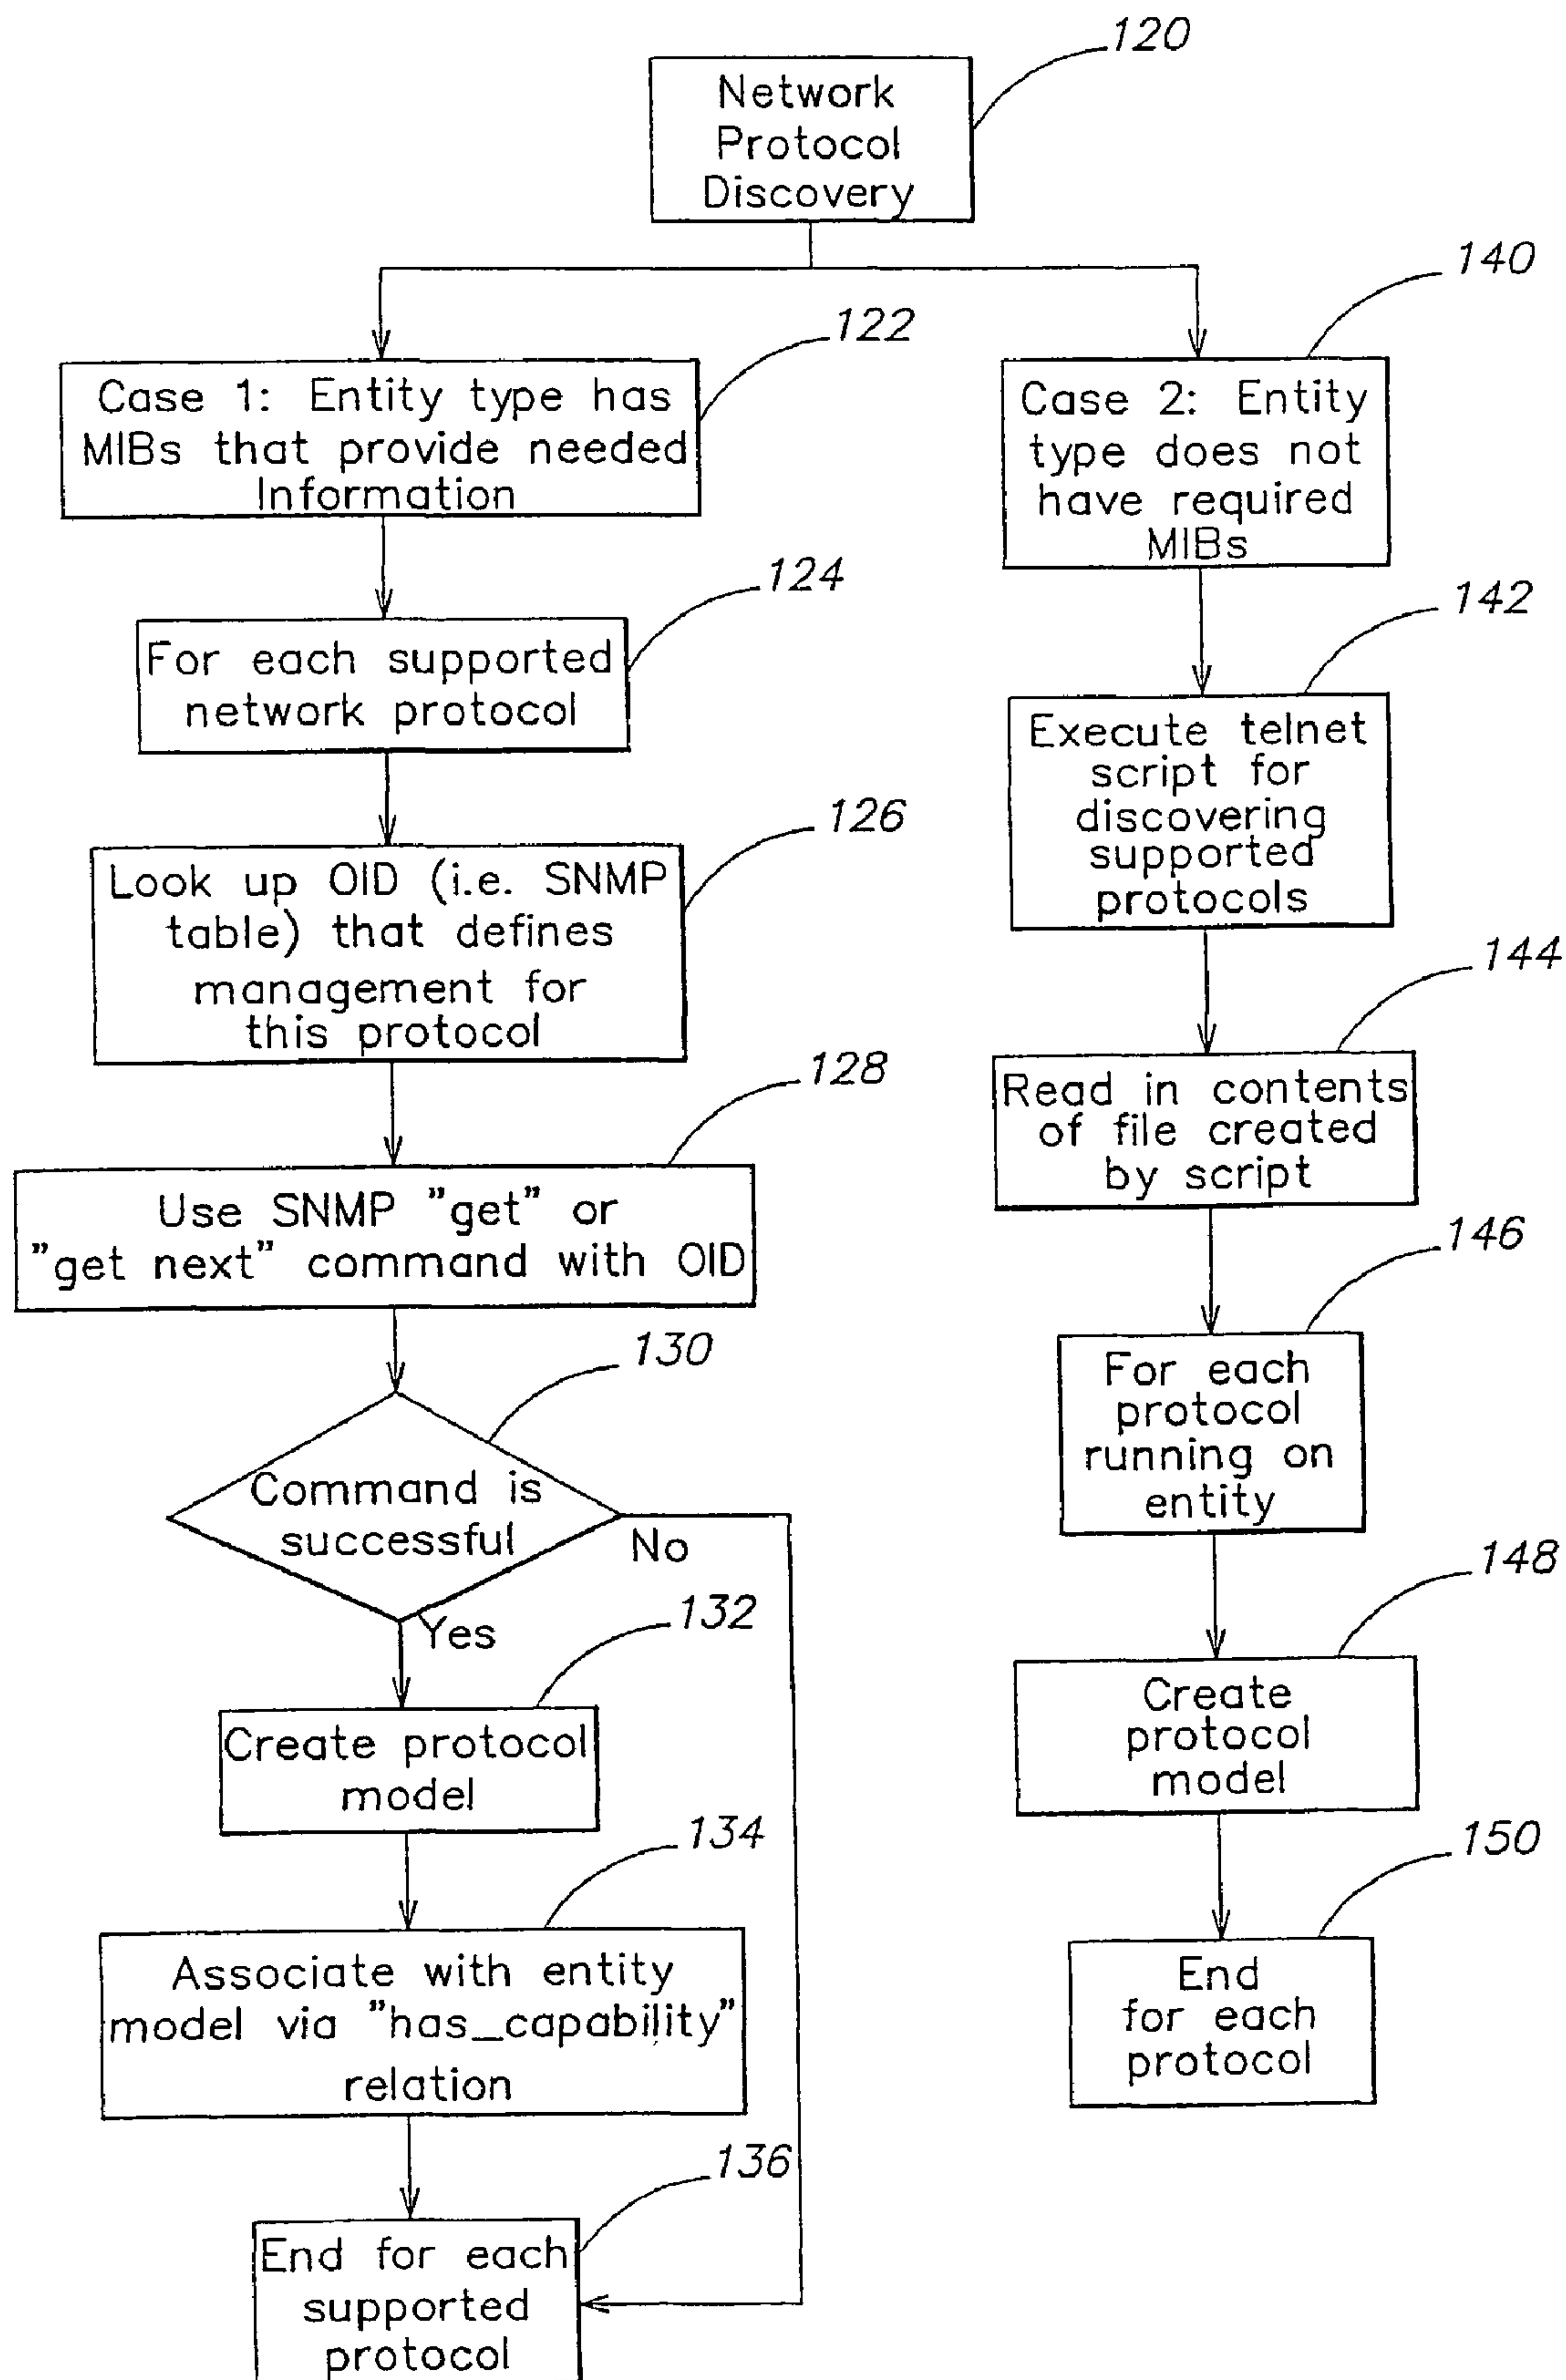 120
Network
Protocol
Discovery
122
Case 1: Entity type has
MIBs that provide needed
Information
124
For each supported
network protocol
126
Look up OID (i.e. SNMP
table) that defines
management for
this protocol
128
Use SNMP "get" or
"get next" command with OID
130
Command is
successful
No
Yes
132
Create protocol
model
134
Associate with entity
model via "has_capability"
relation
136
End for each
supported
protocol
140
Case 2: Entity
type does not
have required
MIBs
142
Execute telnet
script for
discovering
supported
protocols
144
Read in contents
of file created
by script
146
For each
protocol
running on
entity
148
Create
protocol
model
150
End
for each
protocol